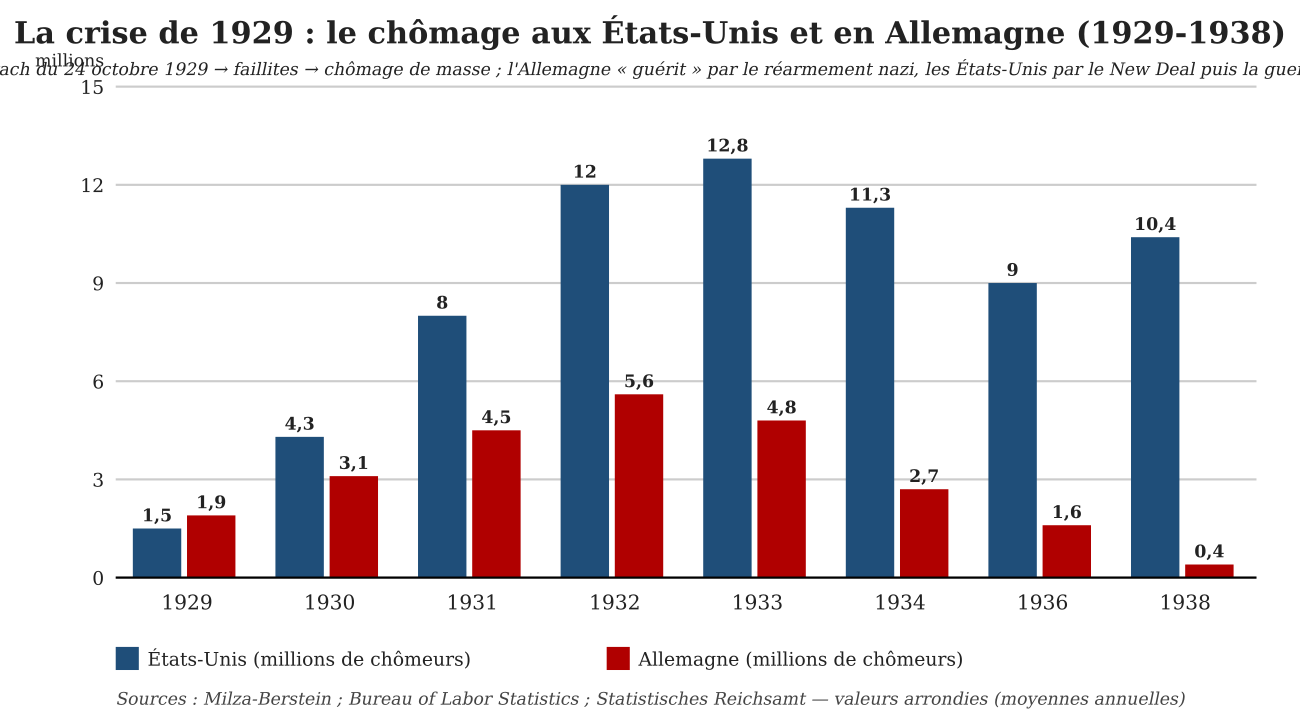 La crise de 1929 : le chômage aux États-Unis et en Allemagne (1929-1938)
du 24 octobre 1929 → faillites → chômage de masse ; l'Allemagne « guérit » par le réarmement nazi, les États-Unis par le New Deal puis la
millions
15
12
9
6
3
0
1,5 1,9 4,3 3,1 8 4,5 12 5,6 12,8 4,8 11,3 2,7 9 1,6 10,4 0,4
1929 1930 1931 1932 1933 1934 1936 1938
États-Unis (millions de chômeurs) Allemagne (millions de chômeurs)
Sources : Milza-Berstein ; Bureau of Labor Statistics ; Statistisches Reichsamt — valeurs arrondies (moyennes annuelles)